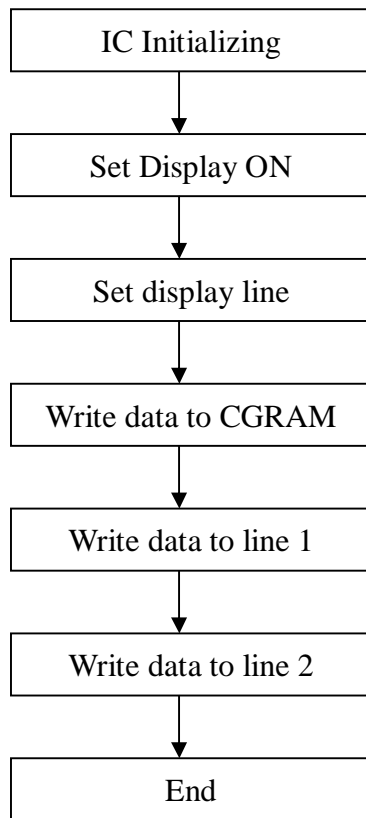 IC Initializing
Set Display ON
Set display line
Write data to CGRAM
Write data to line 1
Write data to line 2
End